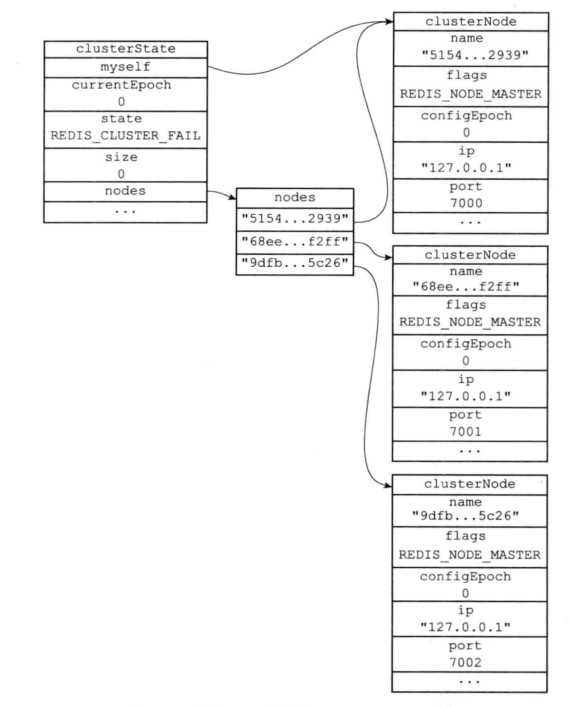 clusterState
myself
currentEpoch
0
state
REDIS_CLUSTER_FAIL
size
0
nodes
...
nodes
"5154...2939"
"68ee...f2ff"
"9dfb...5c26"
clusterNode
name
"5154...2939"
flags
REDIS_NODE_MASTER
configEpoch
0
ip
"127.0.0.1"
port
7000
...
clusterNode
name
"68ee...f2ff"
flags
REDIS_NODE_MASTER
configEpoch
0
ip
"127.0.0.1"
port
7001
...
clusterNode
name
"9dfb...5c26"
flags
REDIS_NODE_MASTER
configEpoch
0
ip
"127.0.0.1"
port
7002
...